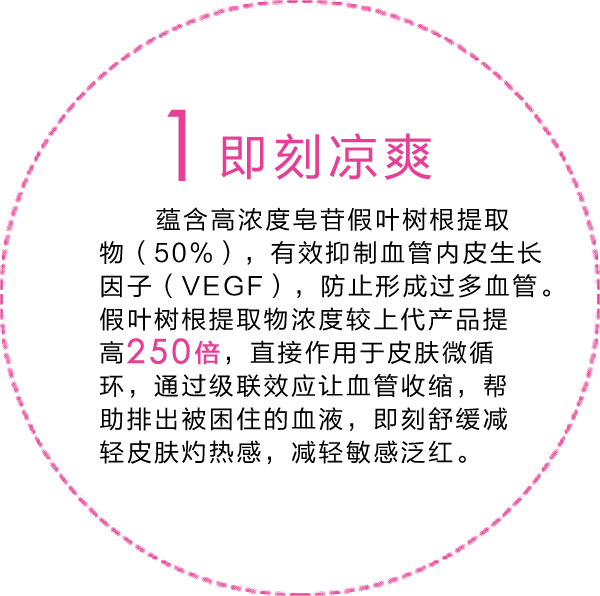 1 即刻凉爽
蕴含高浓度皂苷假叶树根提取
物（50%），有效抑制血管内皮生长
因子（VEGF），防止形成过多血管。
假叶树根提取物浓度较上代产品提
高250倍，直接作用于皮肤微循
环，通过级联效应让血管收缩，帮
助排出被困住的血液，即刻舒缓减
轻皮肤灼热感，减轻敏感泛红。